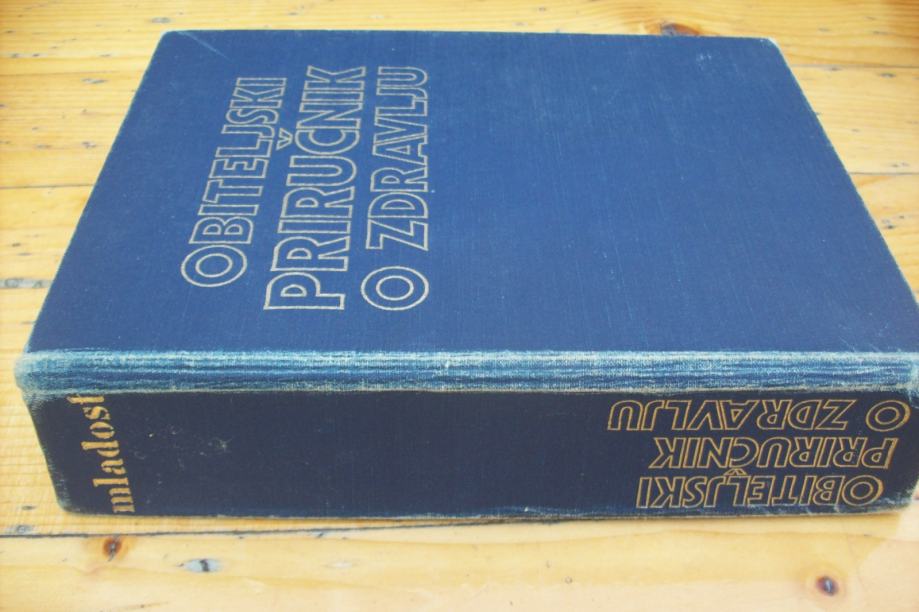 OBITELJSKI
PRIRUČNIK
O ZDRAVLJU
mladost
OBITELJSKI
PRIRUČNIK
O ZDRAVLJU